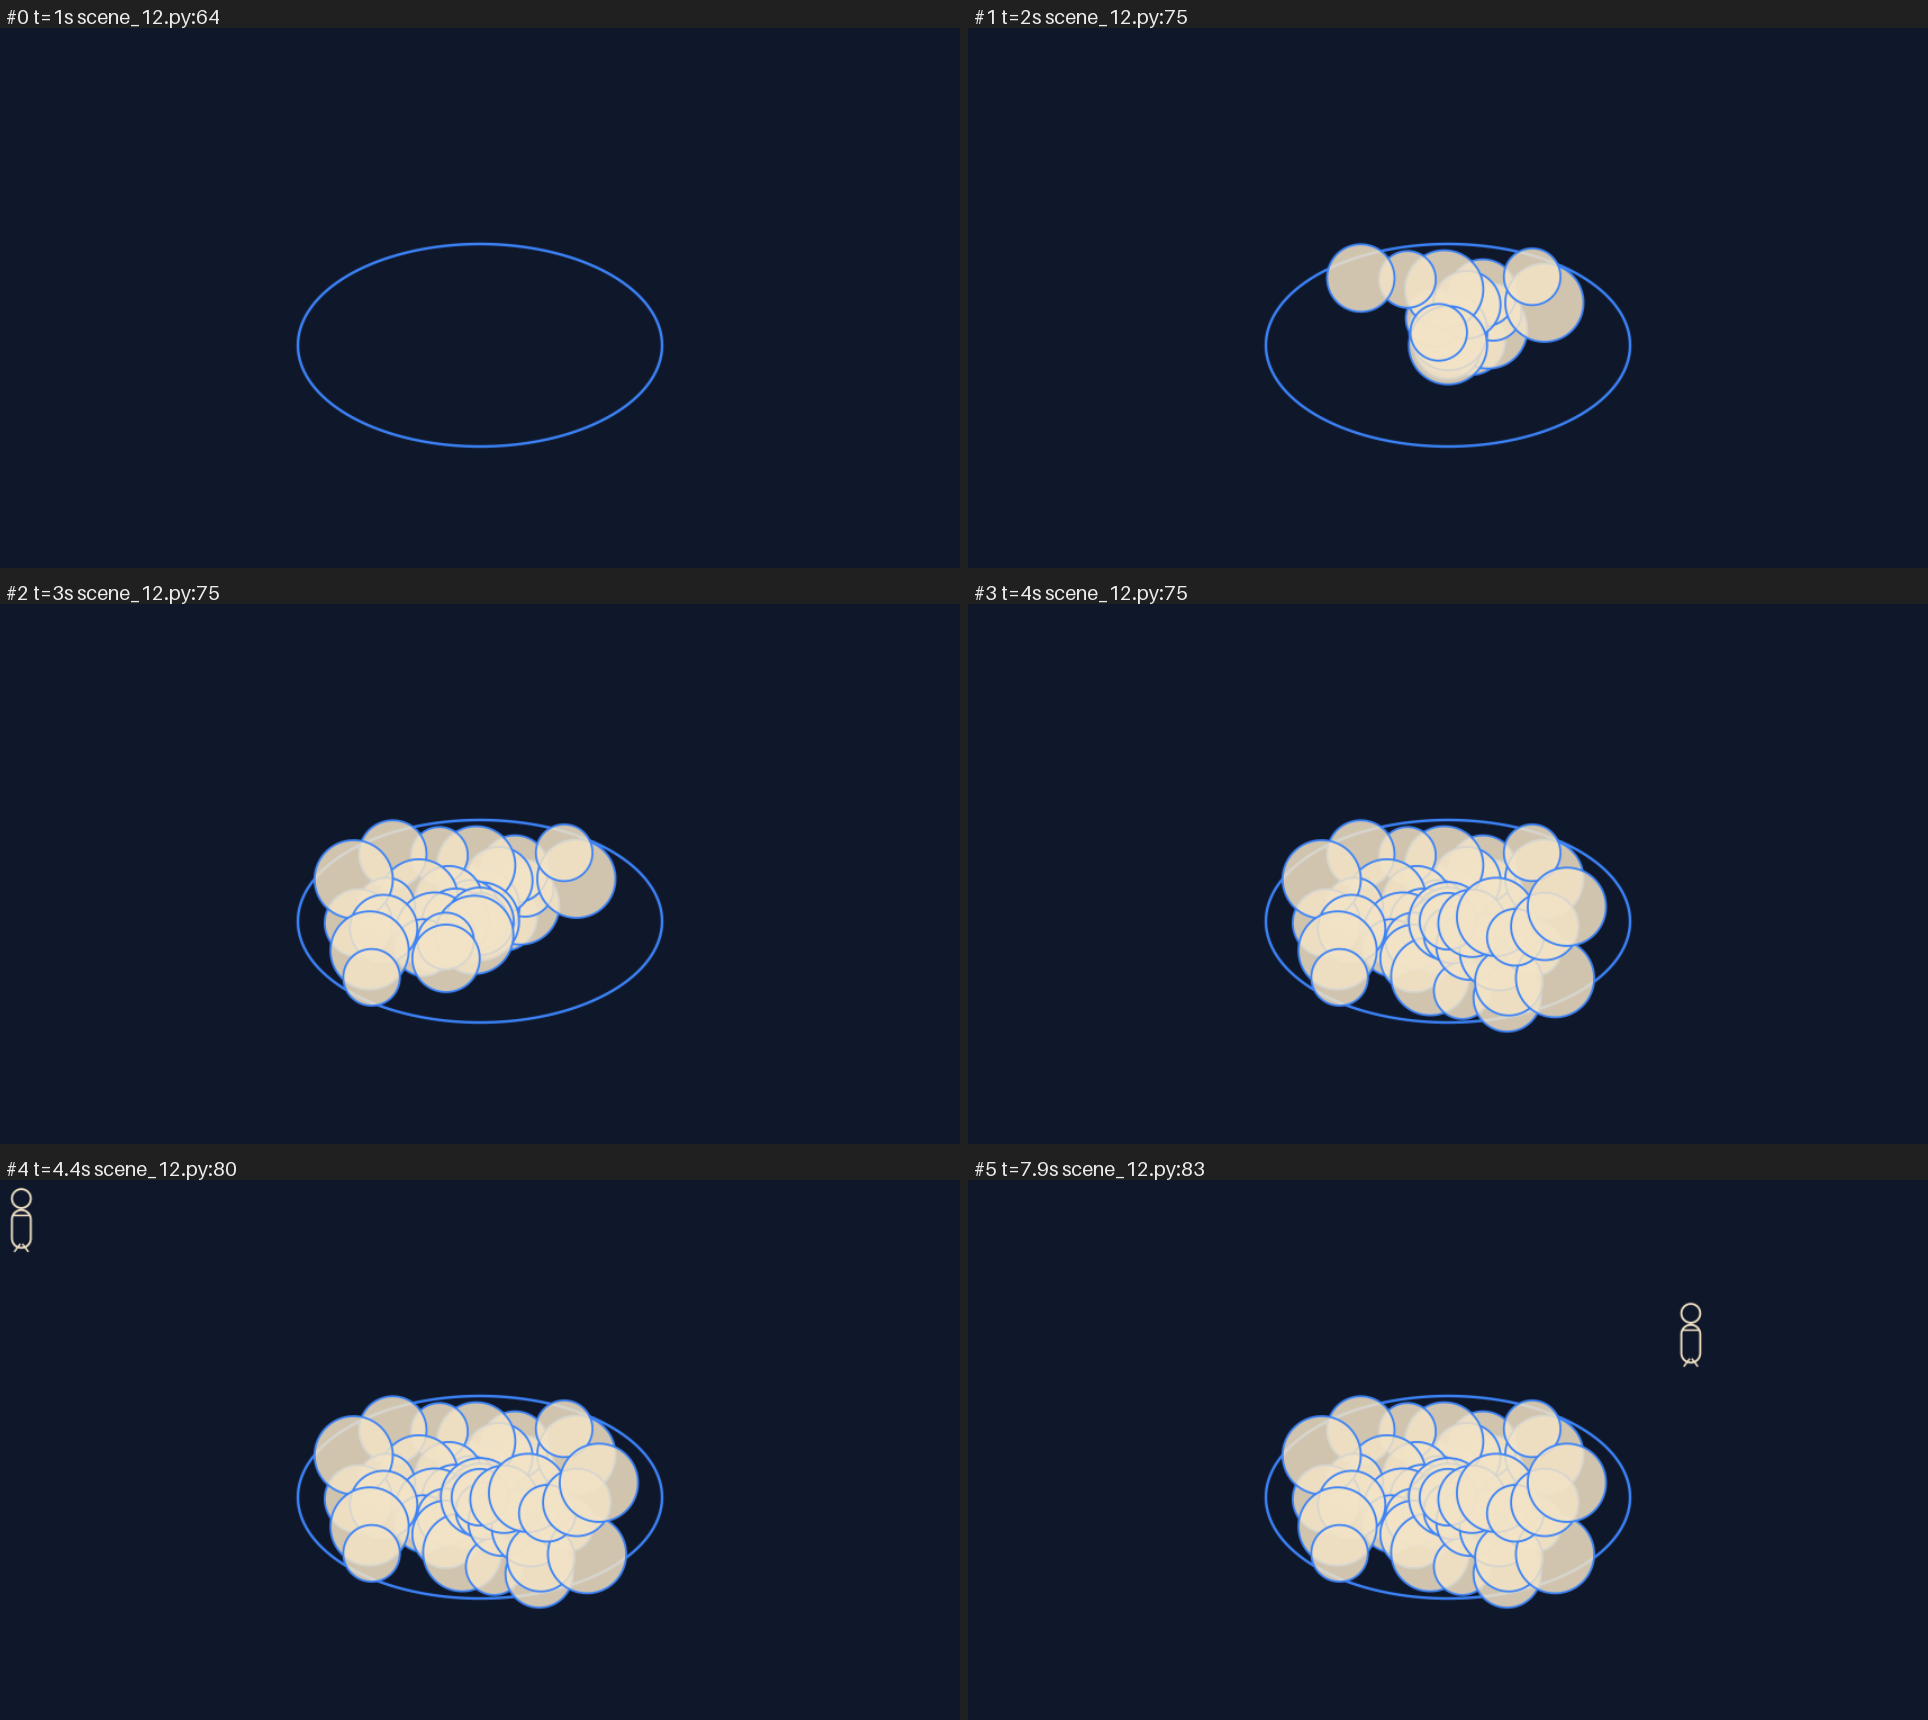 #0 t=1s scene_12.py:64
#1 t=2s scene_12.py:75
#2 t=3s scene_12.py:75
#3 t=4s scene_12.py:75
#4 t=4.4s scene_12.py:80
#5 t=7.9s scene_12.py:83